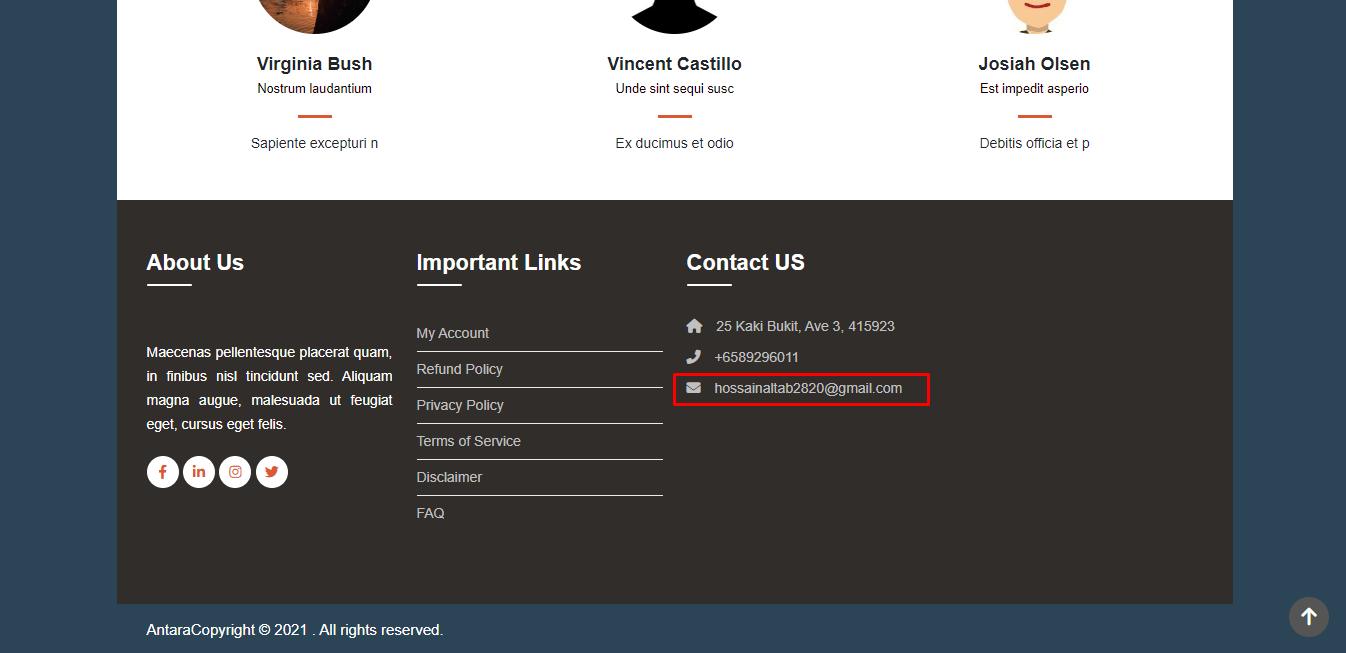 Virginia Bush
Nostrum laudantium
Sapiente excepturi n
Vincent Castillo
Unde sint sequi susc
Ex ducimus et odio
Josiah Olsen
Est impedit asperio
Debitis officia et p
About Us
Maecenas pellentesque placerat quam,
in finibus nisl tincidunt sed. Aliquam
magna augue, malesuada ut feugiat
eget, cursus eget felis.
Important Links
My Account
Refund Policy
Privacy Policy
Terms of Service
Disclaimer
FAQ
Contact US
25 Kaki Bukit, Ave 3, 415923
+6589296011
hossainaltab2820@gmail.com
AntaraCopyright © 2021 . All rights reserved.